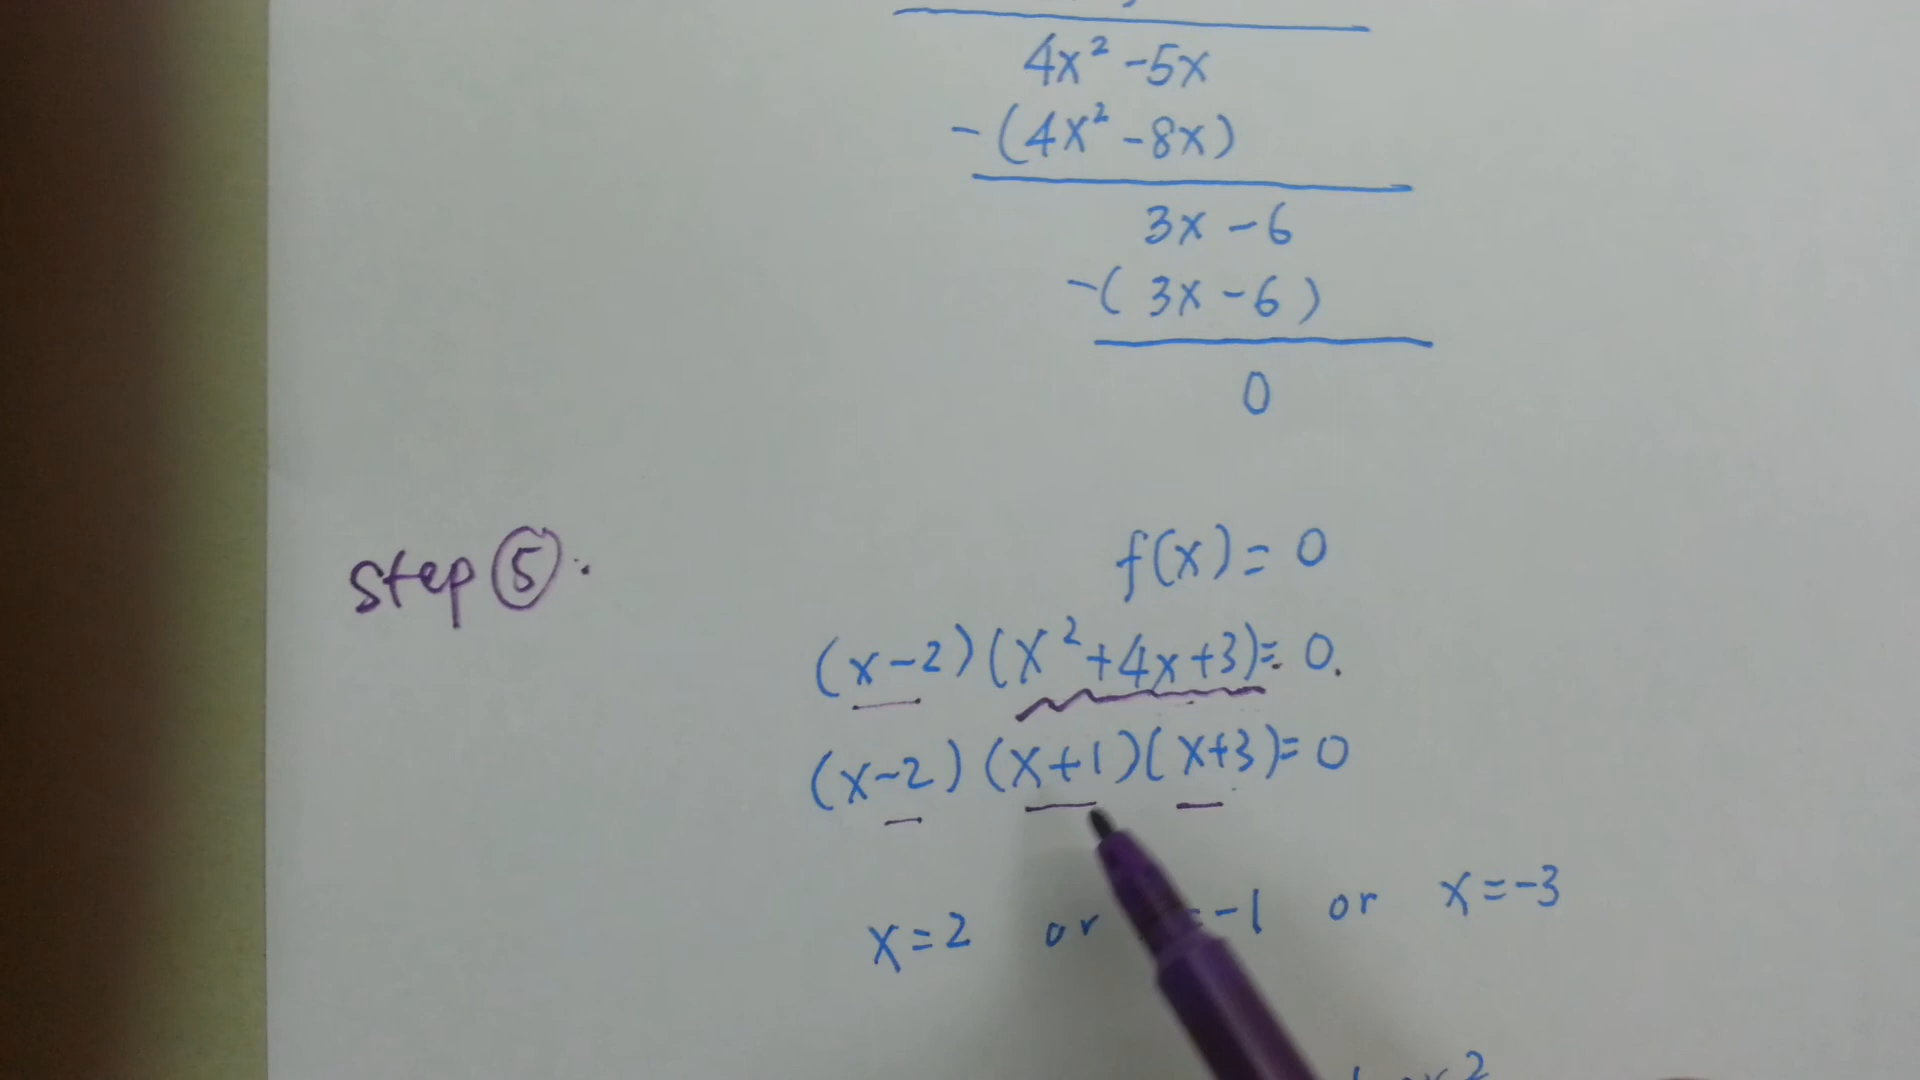 4x² -5x
-(4x² -8x)
3x -6
-( 3x -6 )
0
step ⑤:
f(x) = 0
(x-2)(x²+4x+3) = 0.
(x-2) (x+1)(x+3) = 0
x=2 or =-1 or x=-3